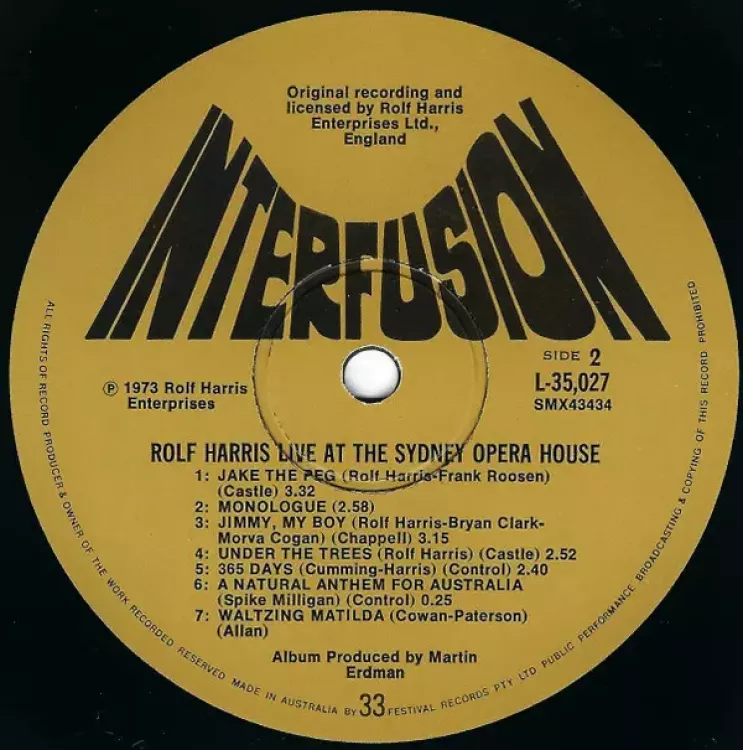 Original recording and
licensed by Rolf Harris
Enterprises Ltd.,
England
INTERFUSION
SIDE 2
L-35,027
SMX43434
Ⓟ 1973 Rolf Harris
Enterprises
ROLF HARRIS LIVE AT THE SYDNEY OPERA HOUSE
1: JAKE THE PEG (Rolf Harris-Frank Roosen)
(Castle) 3.32
2: MONOLOGUE (2.58)
3: JIMMY, MY BOY (Rolf Harris-Bryan Clark-
Morva Cogan) (Chappell) 3.15
4: UNDER THE TREES (Rolf Harris) (Castle) 2.52
5: 365 DAYS (Cumming-Harris) (Control) 2.40
6: A NATURAL ANTHEM FOR AUSTRALIA
(Spike Milligan) (Control) 0.25
7: WALTZING MATILDA (Cowan-Paterson)
(Allan)
Album Produced by Martin
Erdman
ALL RIGHTS OF RECORD PRODUCER & OWNER OF THE WORK RECORDED RESERVED MADE IN AUSTRALIA BY 33 FESTIVAL RECORDS PTY LTD PUBLIC PERFORMANCE BROADCASTING & COPYING OF THIS RECORD PROHIBITED